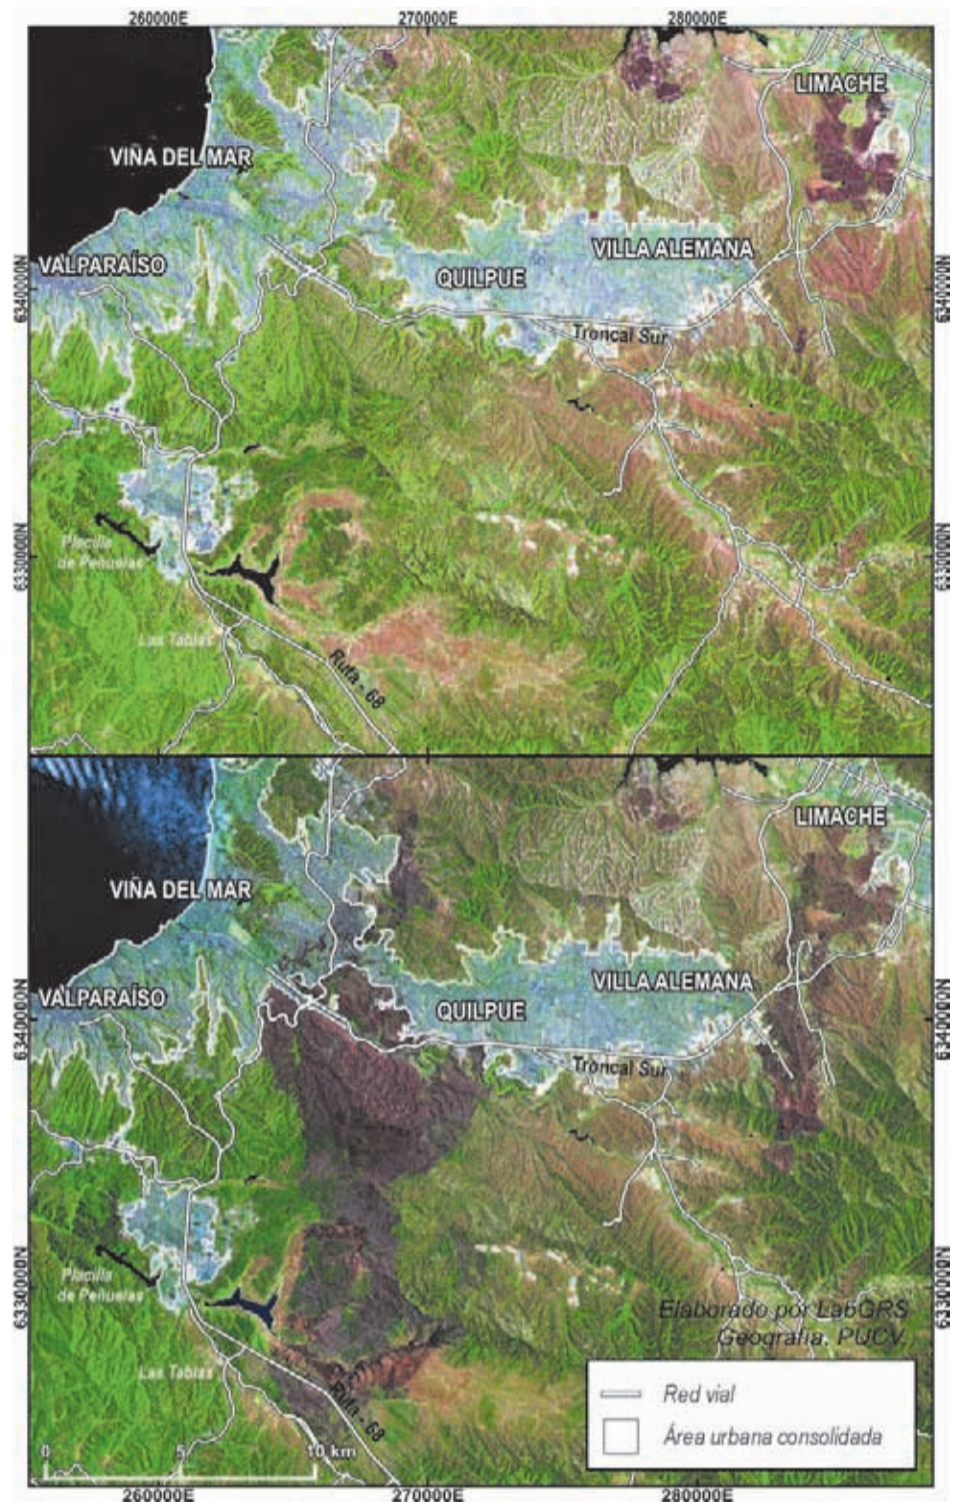 260000E
270000E
280000E
LIMACHE
VIÑA DEL MAR
VILLA ALEMANA
VALPARAÍSO
QUILPUE
6340000N
6340000N
Troncal Sur
Placilla
de Peñuelas
6330000N
6330000N
Las Tablas
Ruta - 68
LIMACHE
VIÑA DEL MAR
VILLA ALEMANA
VALPARAÍSO
QUILPUE
6340000N
6340000N
Troncal Sur
Placilla
de Peñuelas
6330000N
6330000N
Elaborado por LabGRS
Geografía, PUCV.
Las Tablas
Ruta - 68
Red vial
Área urbana consolidada
0 5 10 km
260000E
270000E
280000E